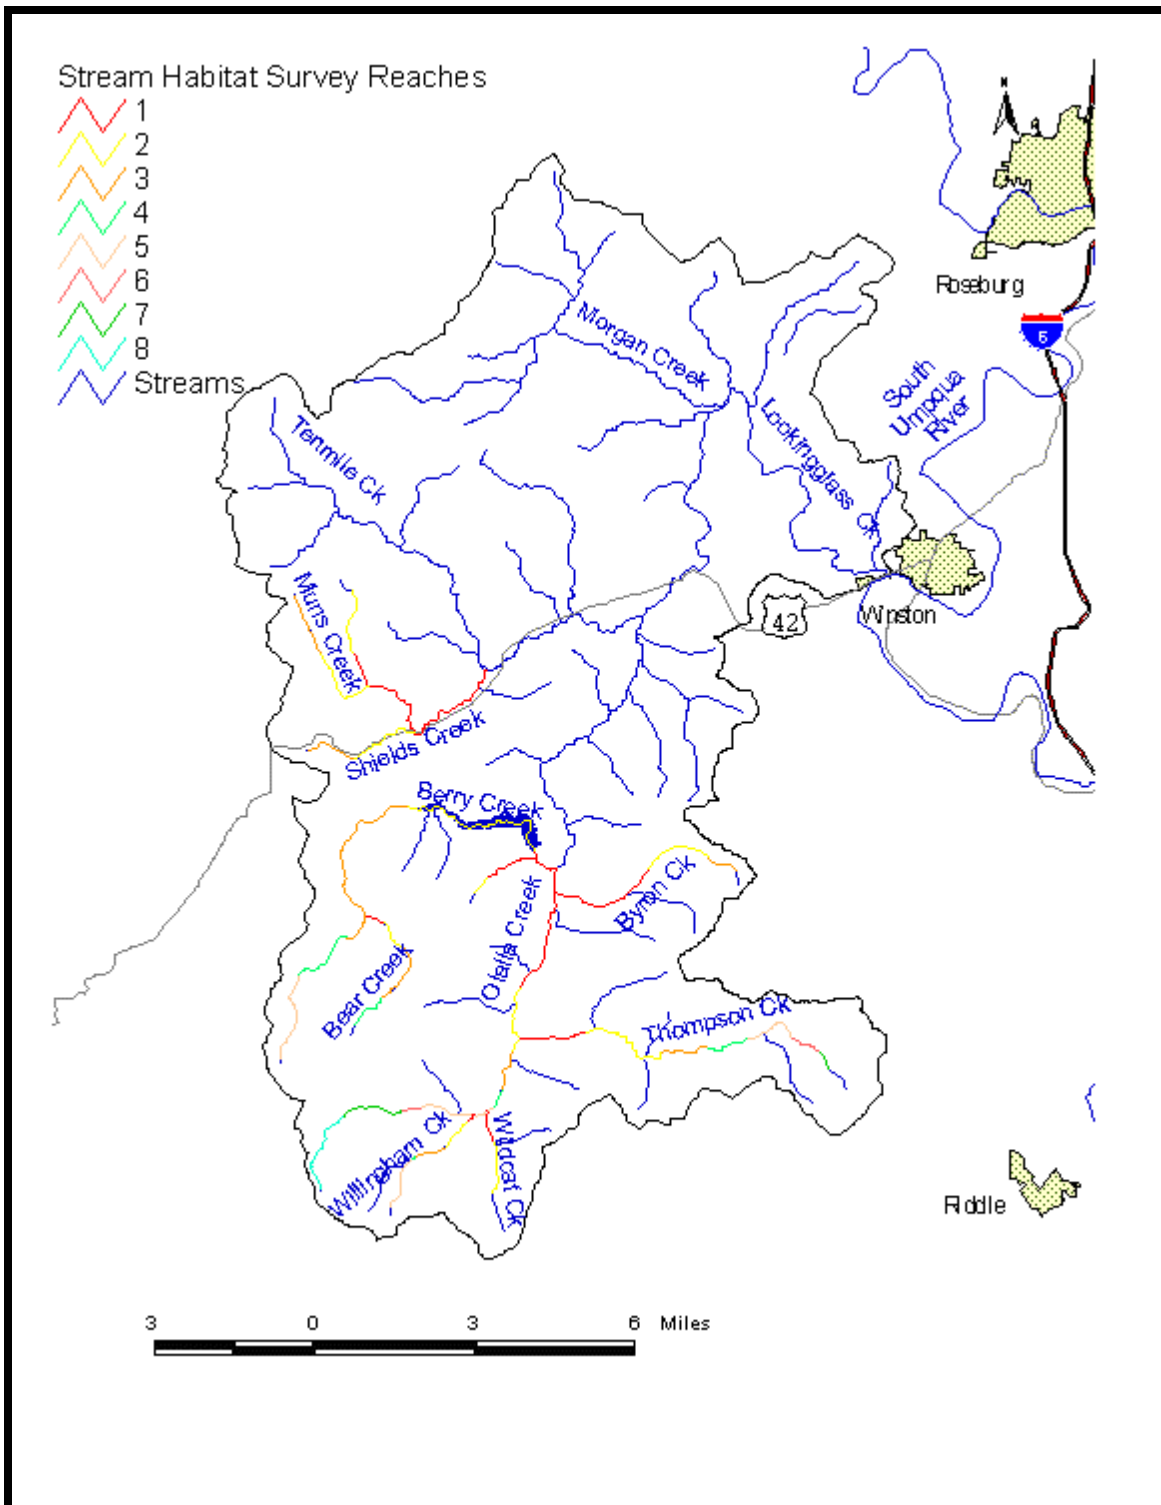 Stream Habitat Survey Reaches
1
2
3
4
5
6
7
8
Streams
N
Roseburg
5
Morgan Creek
South
Umpqua
River
Lookingglass Ck
Tenmile Ck
Muns Creek
Winston
42
Shields Creek
Berry Creek
Byron Ck
Olalla Creek
Bear Creek
Thompson Ck
Willingham Ck
Wildcat Ck
Riddle
3 0 3 6 Miles